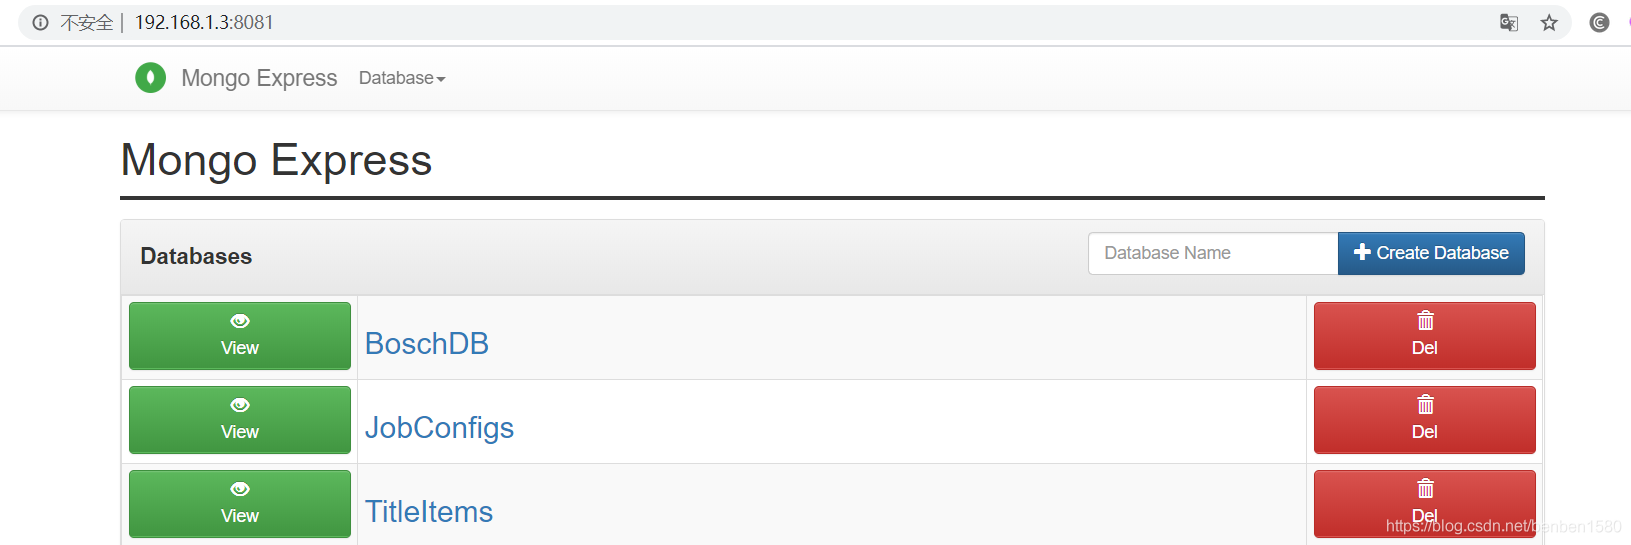 不安全 | 192.168.1.3:8081
Mongo Express Database
Mongo Express
Databases Database Name Create Database
View BoschDB Del
View JobConfigs Del
View TitleItems Del
https://blog.csdn.net/benben1580